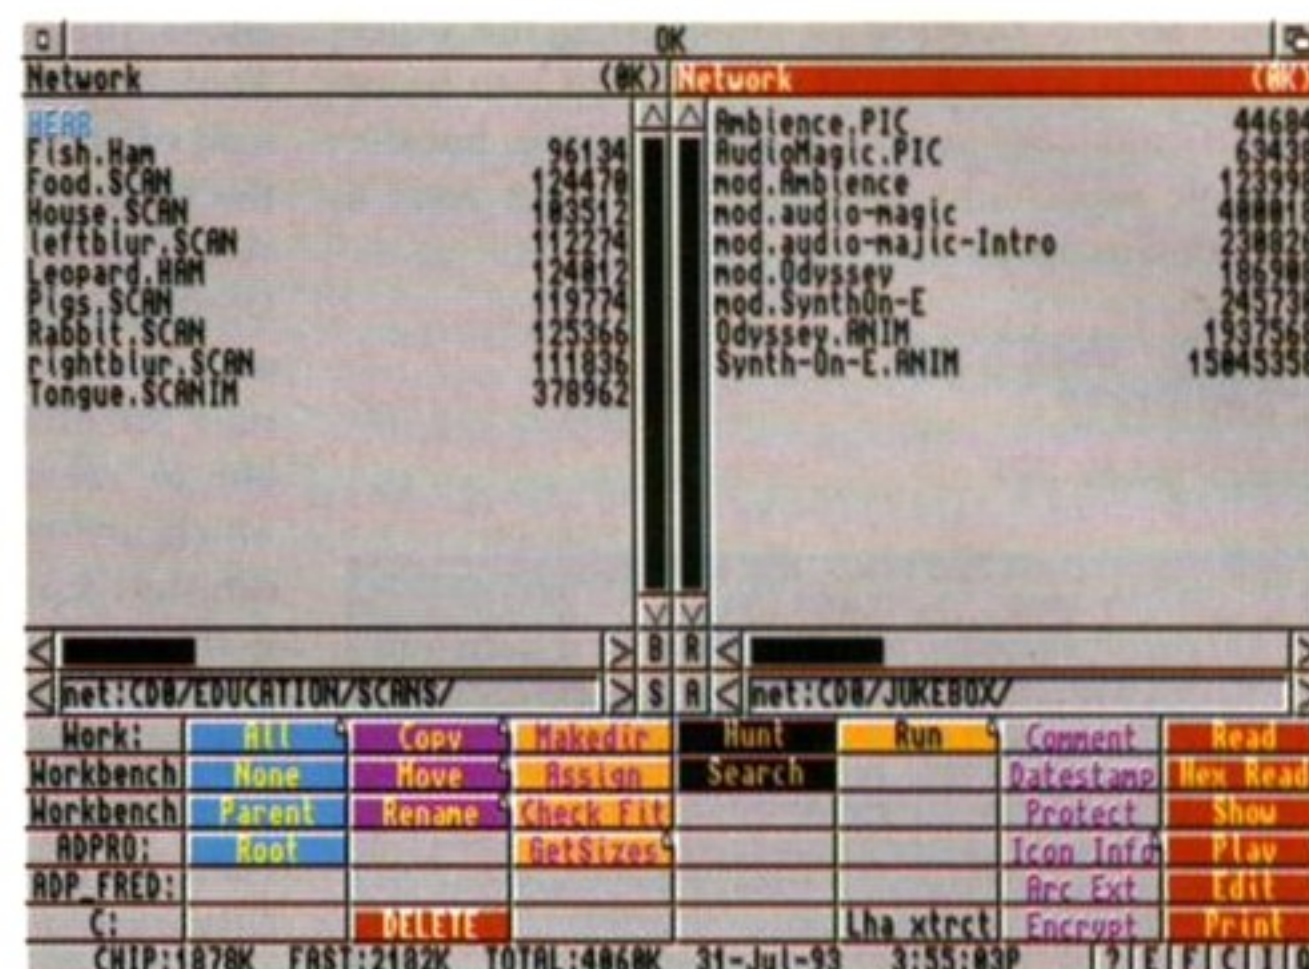 OK
Network (0K) Network (0K)
HEAR
Fish.Ham 96134
Food.SCAN 124470
House.SCAN 103512
leftblur.SCAN 112274
Leopard.HAM 124012
Pigs.SCAN 119774
Rabbit.SCAN 125366
rightblur.SCAN 111836
Tongue.SCANIM 378962
Ambience.PIC
AudioMagic.PIC
mod.Ambience
mod.audio-magic
mod.audio-majic-Intro
mod.Odyssey
mod.SynthOn-E
Odyssey.ANIM
Synth-On-E.ANIM
B R
net:CD0/EDUCATION/SCANS/ S A net:CD0/JUKEBOX/
Work: All Copy Makedir Hunt Run Comment Read
Workbench None Move Assign Search Datestamp Hex Read
Workbench Parent Rename Check Fit Protect Show
ADPRO: Root GetSizes Icon Info Play
ADP_FRED: Arc Ext Edit
C: DELETE Lha xtrct Encrypt Print
CHIP:1878K FAST:2182K TOTAL:4060K 31-Jul-93 3:55:03P ? E F C I